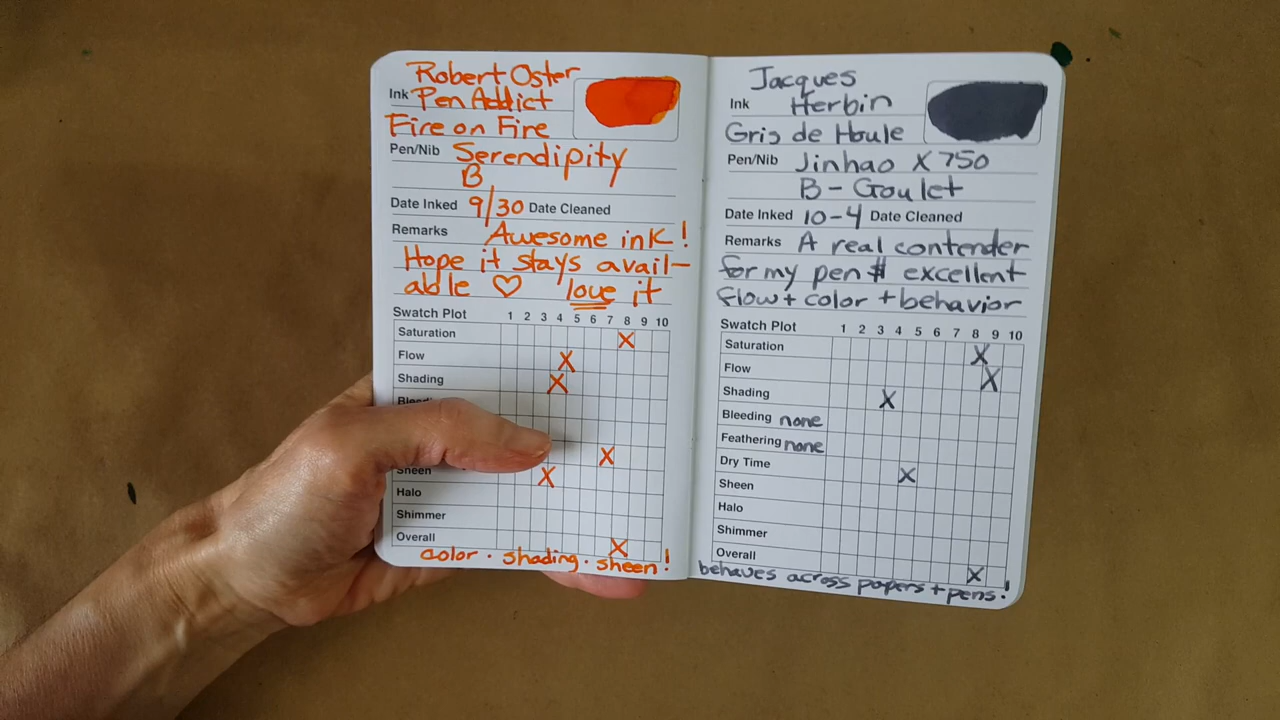 Robert Oster
Ink Pen Addict
Fire on Fire
Pen/Nib Serendipity
B
Date Inked 9/30 Date Cleaned
Remarks Awesome ink!
Hope it stays avail-
able ♡ love it
Swatch Plot 1 2 3 4 5 6 7 8 9 10
Saturation X
Flow X
Shading X
X
Sheen X
Halo
Shimmer
Overall X
color · shading · sheen!
Jacques
Ink Herbin
Gris de Houle
Pen/Nib Jinhao X750
B - Goulet
Date Inked 10-4 Date Cleaned
Remarks A real contender
for my pen excellent
flow + color + behavior
Swatch Plot 1 2 3 4 5 6 7 8 9 10
Saturation X
Flow X
Shading X
Bleeding none
Feathering none
Dry Time X
Sheen
Halo
Shimmer
Overall X
behaves across papers + pens!